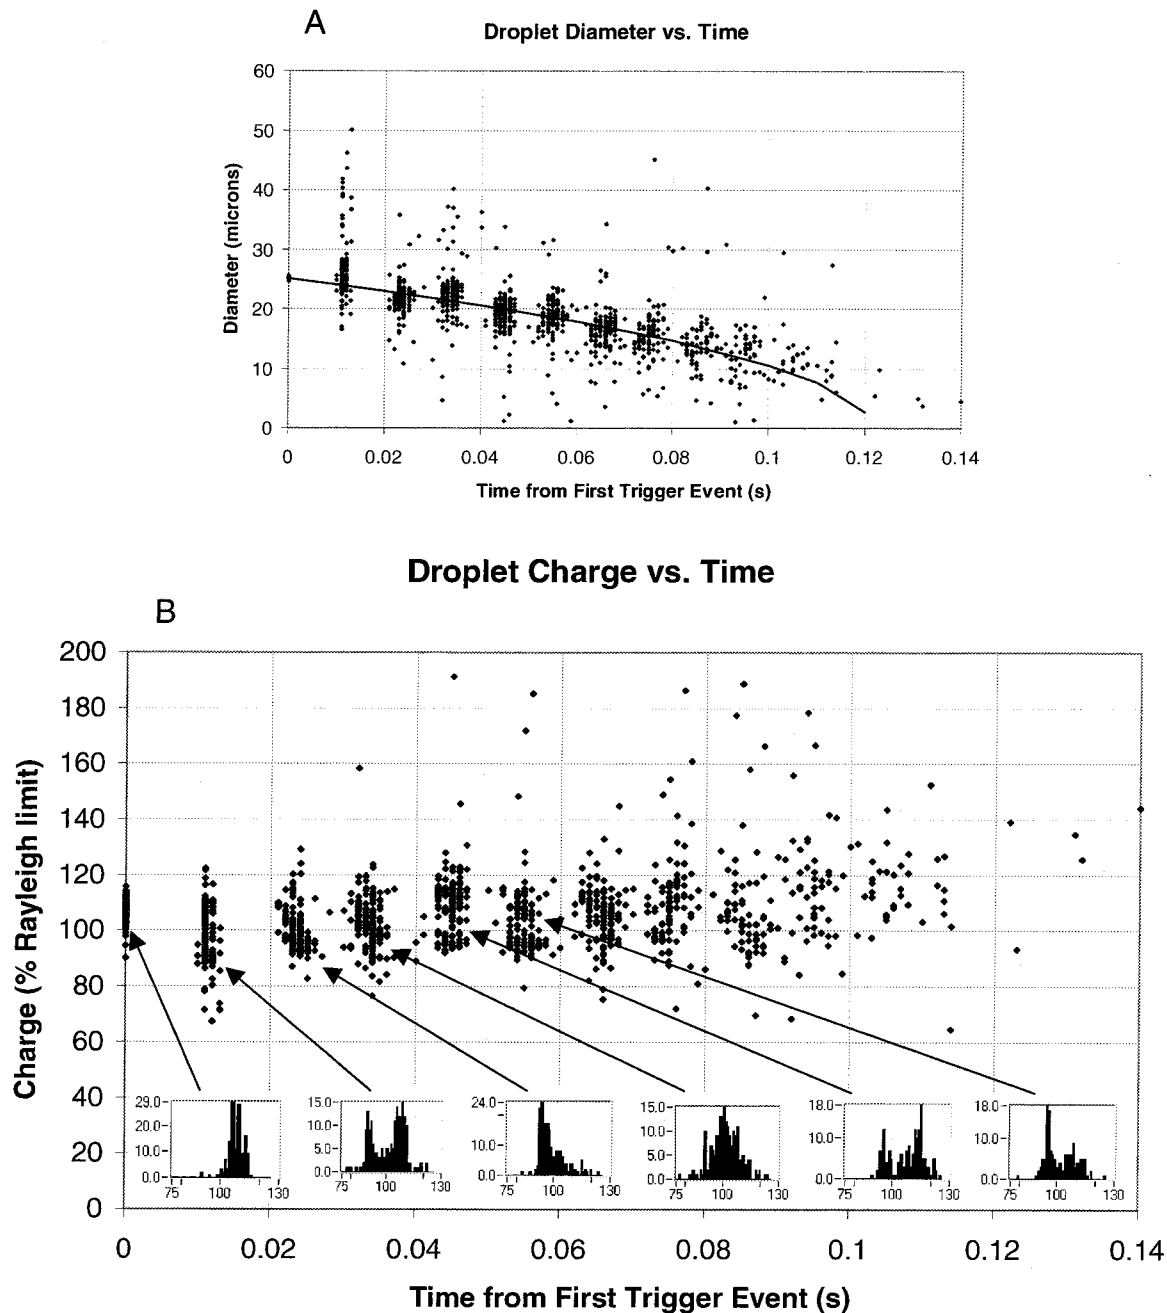 A
Droplet Diameter vs. Time
60
50
40
30
20
10
0
Diameter (microns)
0 0.02 0.04 0.06 0.08 0.1 0.12 0.14
Time from First Trigger Event (s)
Droplet Charge vs. Time
B
200
180
160
140
120
100
80
60
40
20
0
Charge (% Rayleigh limit)
29.0
20.0
10.0
0.0
75 100 130
15.0
10.0
5.0
0.0
75 100 130
24.0
10.0
0.0
75 100 130
15.0
10.0
5.0
0.0
75 100 130
18.0
10.0
0.0
75 100 130
18.0
10.0
0.0
75 100 130
0 0.02 0.04 0.06 0.08 0.1 0.12 0.14
Time from First Trigger Event (s)